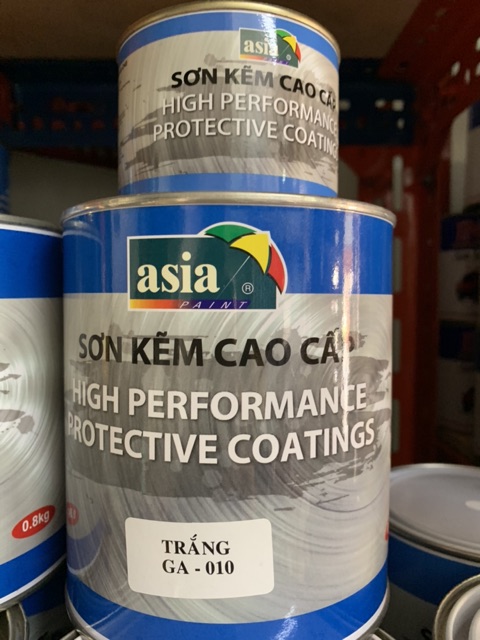 asia
SƠN KẼM CAO CẤP
HIGH PERFORMANCE
PROTECTIVE COATINGS
asia ®
PAINT
SƠN KẼM CAO CẤP
HIGH PERFORMANCE
PROTECTIVE COATINGS
0.8kg
TRẮNG
GA - 010